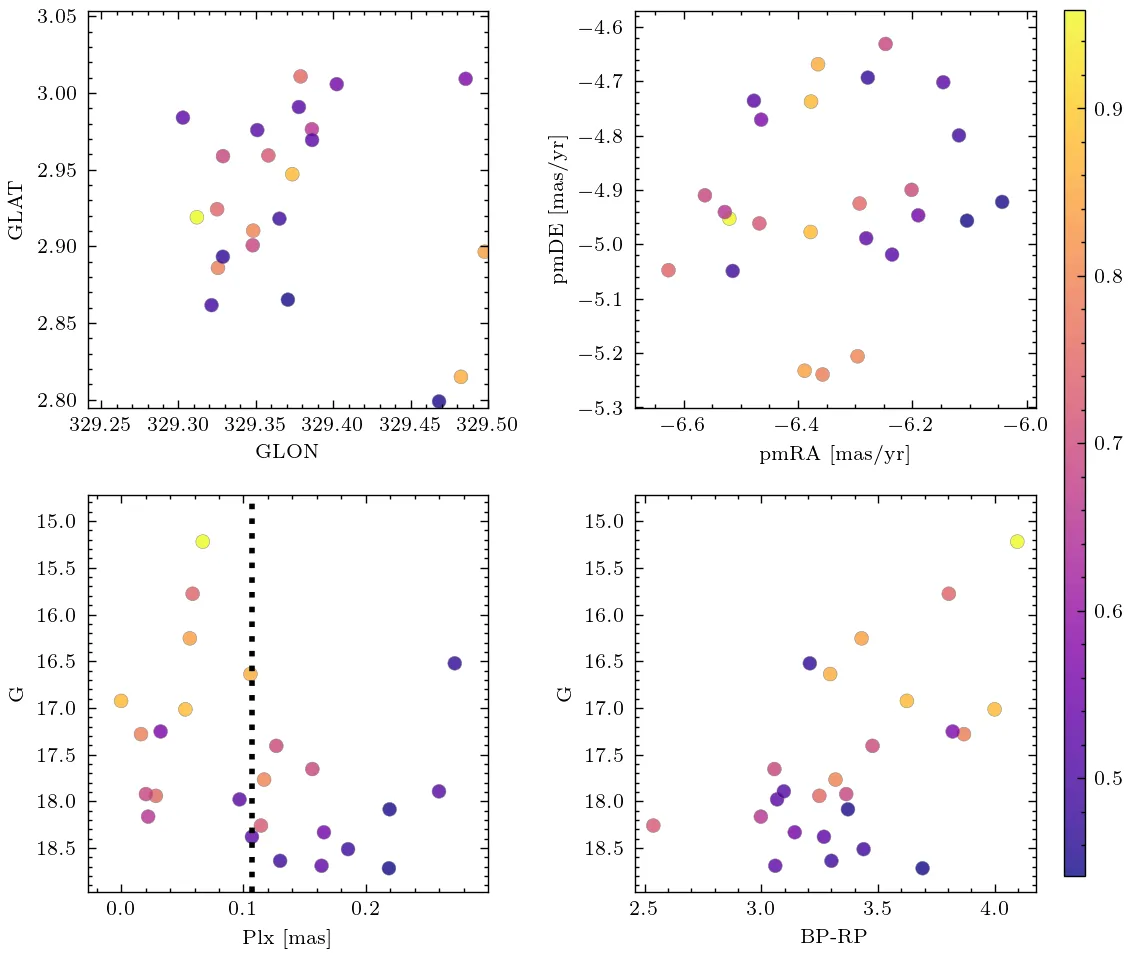 3.05
3.00
2.95
2.90
2.85
2.80
GLAT
329.25 329.30 329.35 329.40 329.45 329.50
GLON
−4.6
−4.7
−4.8
−4.9
−5.0
−5.1
−5.2
−5.3
pmDE [mas/yr]
−6.6 −6.4 −6.2 −6.0
pmRA [mas/yr]
15.0
15.5
16.0
16.5
17.0
17.5
18.0
18.5
G
0.0 0.1 0.2
Plx [mas]
15.0
15.5
16.0
16.5
17.0
17.5
18.0
18.5
G
2.5 3.0 3.5 4.0
BP-RP
0.9
0.8
0.7
0.6
0.5